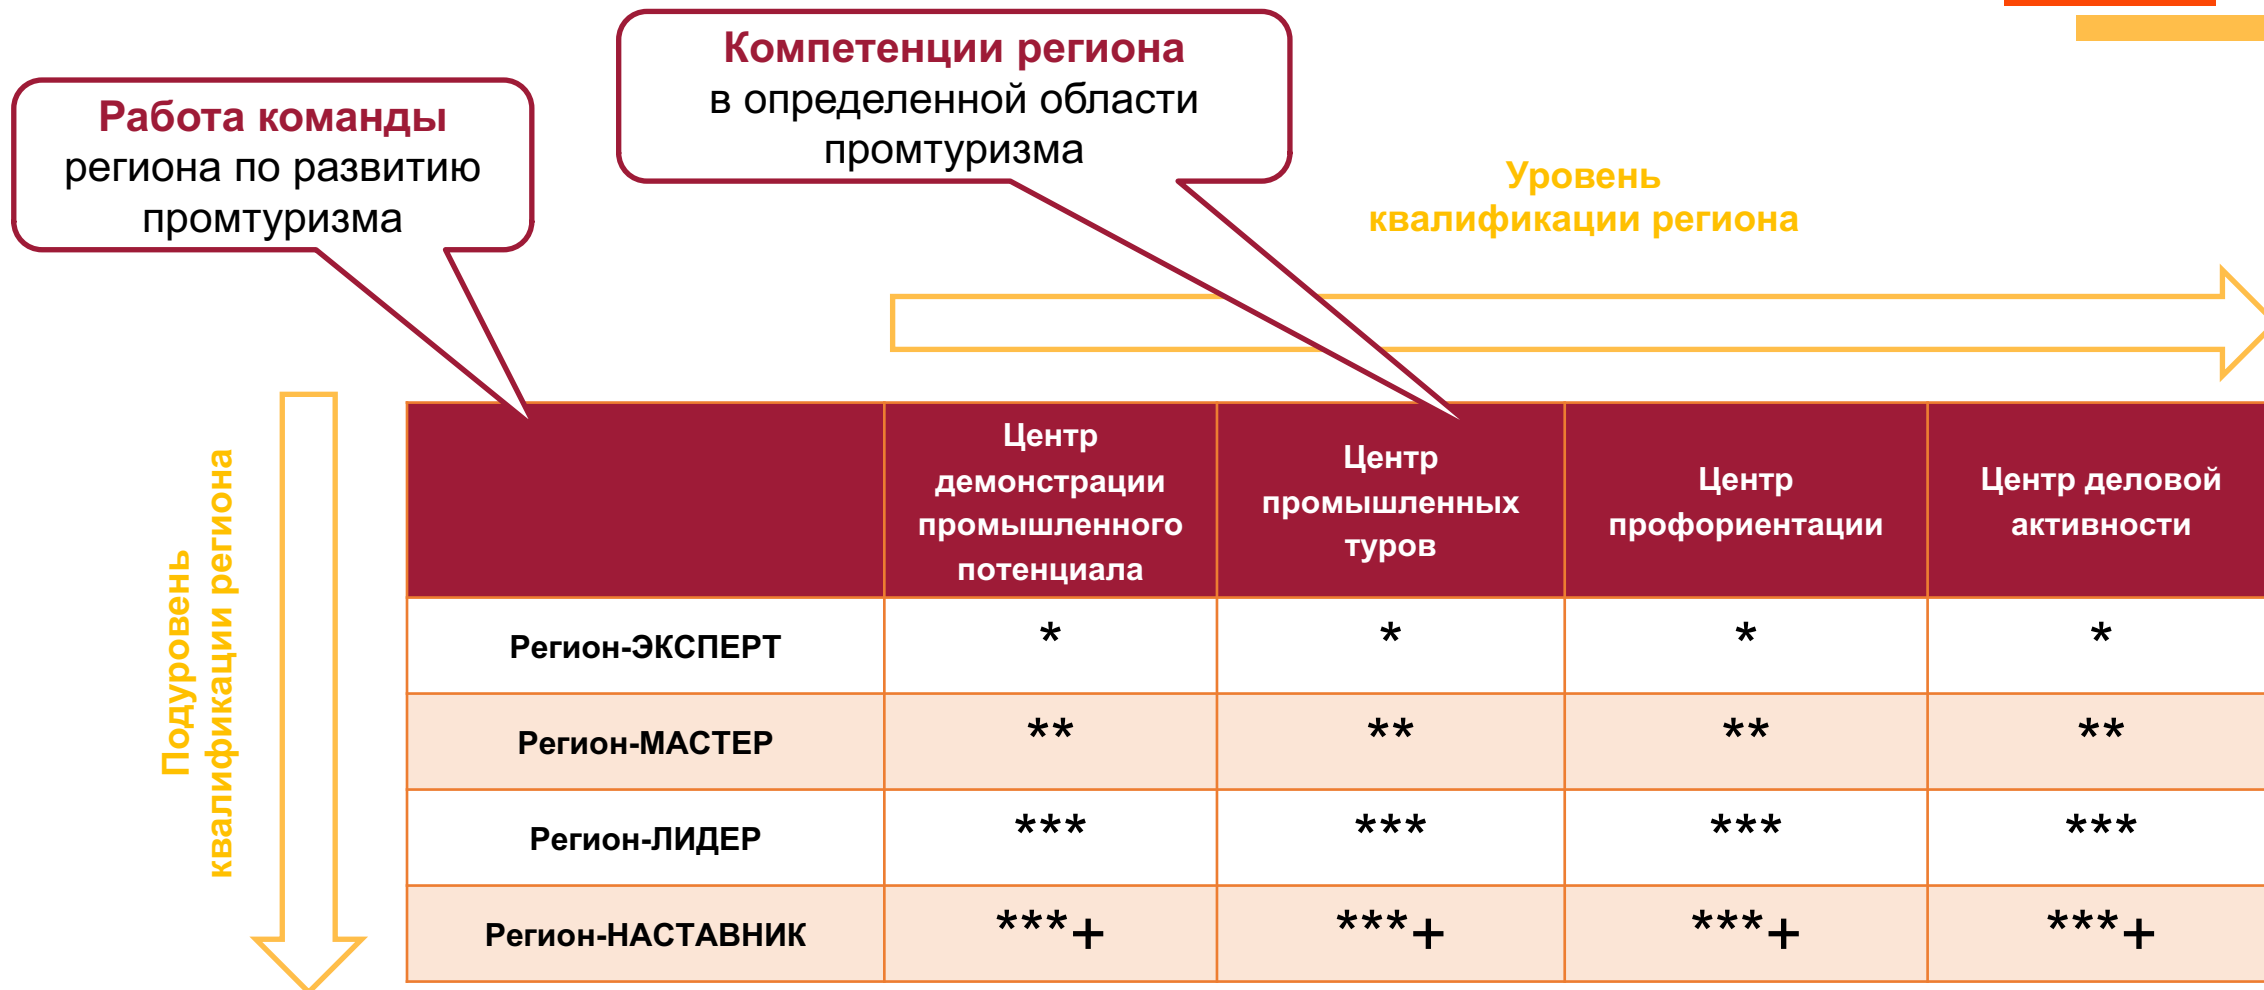 Работа команды
региона по развитию
промтуризма
Компетенции региона
в определенной области
промтуризма
Уровень
квалификации региона
Подуровень
квалификации региона
Центр
демонстрации
промышленного
потенциала
Центр
промышленных
туров
Центр
профориентации
Центр деловой
активности
Регион-ЭКСПЕРТ * * * *
Регион-МАСТЕР ** ** ** **
Регион-ЛИДЕР *** *** *** ***
Регион-НАСТАВНИК ***+ ***+ ***+ ***+